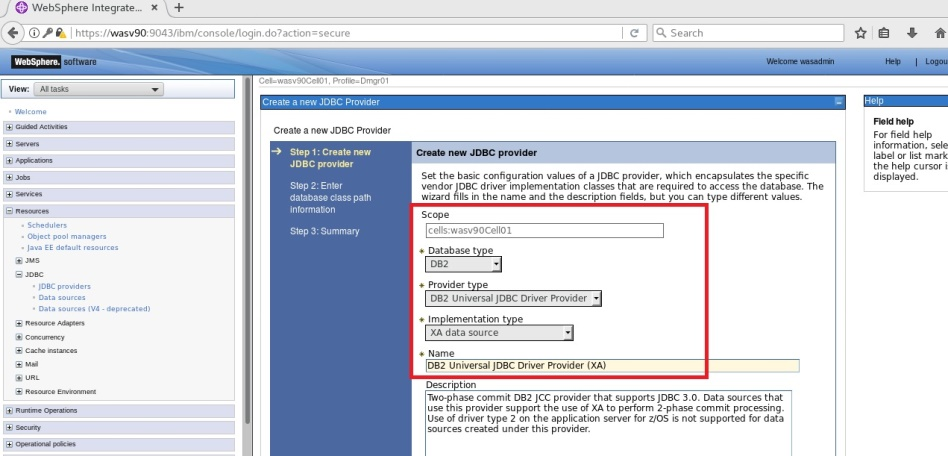 WebSphere Integrate...
https://wasv90:9043/ibm/console/login.do?action=secure
Search
WebSphere. software
Welcome wasadmin
Help
Logou
View: All tasks
Welcome
Guided Activities
Servers
Applications
Jobs
Services
Resources
Schedulers
Object pool managers
Java EE default resources
JMS
JDBC
JDBC providers
Data sources
Data sources (V4 - deprecated)
Resource Adapters
Concurrency
Cache instances
Mail
URL
Resource Environment
Runtime Operations
Security
Operational policies
Cell=wasv90Cell01, Profile=Dmgr01
Create a new JDBC Provider
Create a new JDBC Provider
Step 1: Create new
JDBC provider
Step 2: Enter
database class path
information
Step 3: Summary
Create new JDBC provider
Set the basic configuration values of a JDBC provider, which encapsulates the specific
vendor JDBC driver implementation classes that are required to access the database. The
wizard fills in the name and the description fields, but you can type different values.
Scope
cells:wasv90Cell01
* Database type
DB2
* Provider type
DB2 Universal JDBC Driver Provider
* Implementation type
XA data source
* Name
DB2 Universal JDBC Driver Provider (XA)
Description
Two-phase commit DB2 JCC provider that supports JDBC 3.0. Data sources that
use this provider support the use of XA to perform 2-phase commit processing.
Use of driver type 2 on the application server for z/OS is not supported for data
sources created under this provider.
Help
Field help
For field help
information, sele
label or list mark
the help cursor i
displayed.